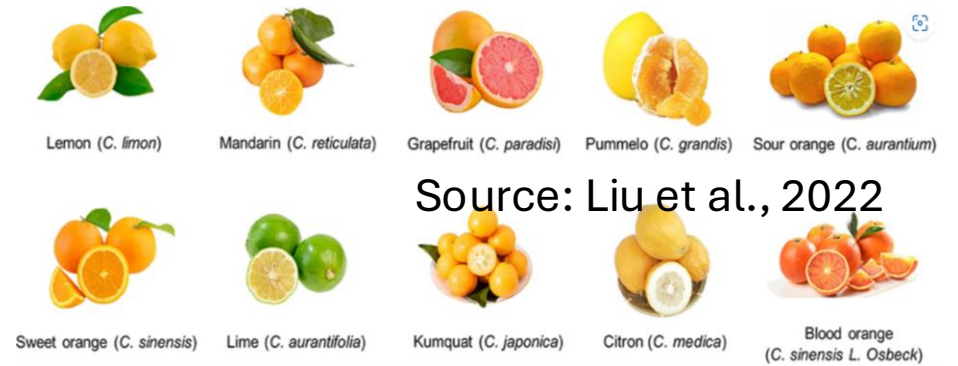 Lemon (C. limon)
Mandarin (C. reticulata)
Grapefruit (C. paradisi)
Pummelo (C. grandis)
Sour orange (C. aurantium)
Source: Liu et al., 2022
Sweet orange (C. sinensis)
Lime (C. aurantifolia)
Kumquat (C. japonica)
Citron (C. medica)
Blood orange
(C. sinensis L. Osbeck)